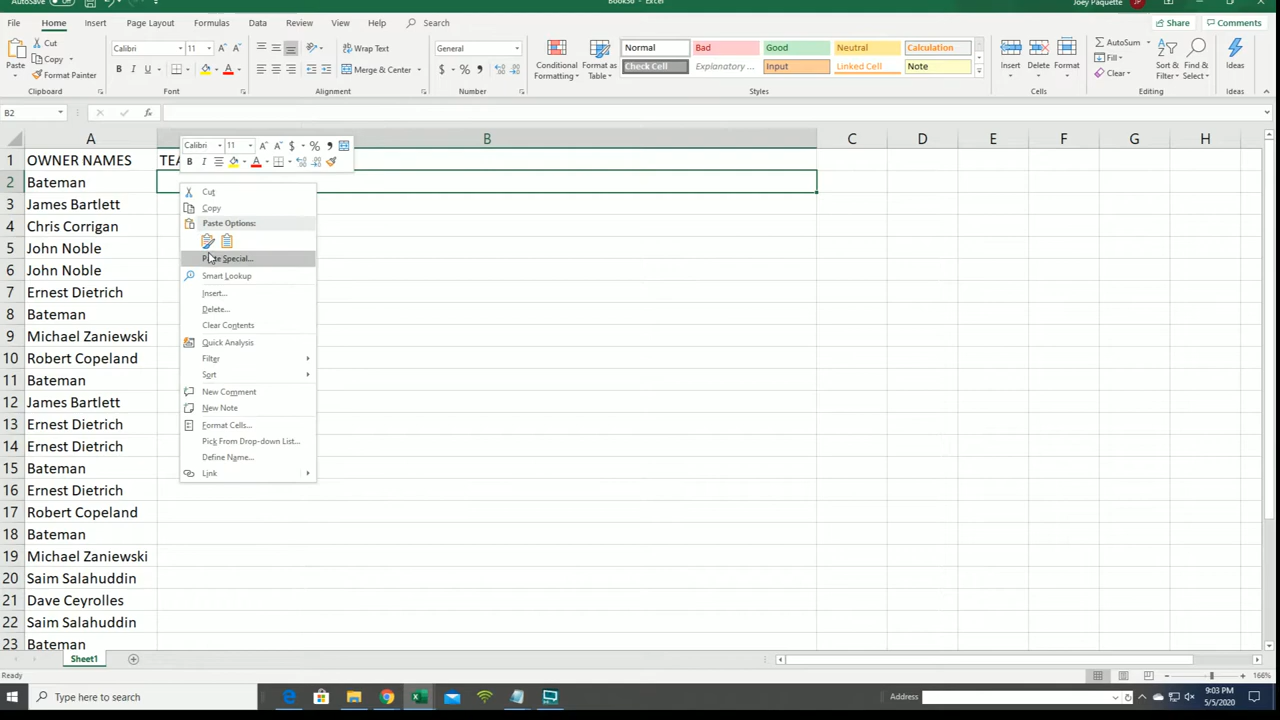 AutoSave Off
Book30 - Excel
Joey Paquette JP
File Home Insert Page Layout Formulas Data Review View Help Search Share Comments
Paste Cut Copy Format Painter
Calibri 11
B I U
Wrap Text
Merge & Center
General
$ % ,
Conditional Formatting
Format as Table
Normal Bad Good Neutral Calculation
Check Cell Explanatory ... Input Linked Cell Note
Insert Delete Format
AutoSum
Fill
Clear
Sort & Filter
Find & Select
Ideas
Clipboard Font Alignment Number Styles Cells Editing Ideas
B2 fx
A B C D E F G H
1 OWNER NAMES TEA
2 Bateman
3 James Bartlett
4 Chris Corrigan
5 John Noble
6 John Noble
7 Ernest Dietrich
8 Bateman
9 Michael Zaniewski
10 Robert Copeland
11 Bateman
12 James Bartlett
13 Ernest Dietrich
14 Ernest Dietrich
15 Bateman
16 Ernest Dietrich
17 Robert Copeland
18 Bateman
19 Michael Zaniewski
20 Saim Salahuddin
21 Dave Ceyrolles
22 Saim Salahuddin
23 Bateman
Calibri 11 A A $ % ,
B I A
Cut
Copy
Paste Options:
Paste Special...
Smart Lookup
Insert...
Delete...
Clear Contents
Quick Analysis
Filter
Sort
New Comment
New Note
Format Cells...
Pick From Drop-down List...
Define Name...
Link
Sheet1
Ready
166%
Type here to search
Address
9:03 PM
5/5/2020